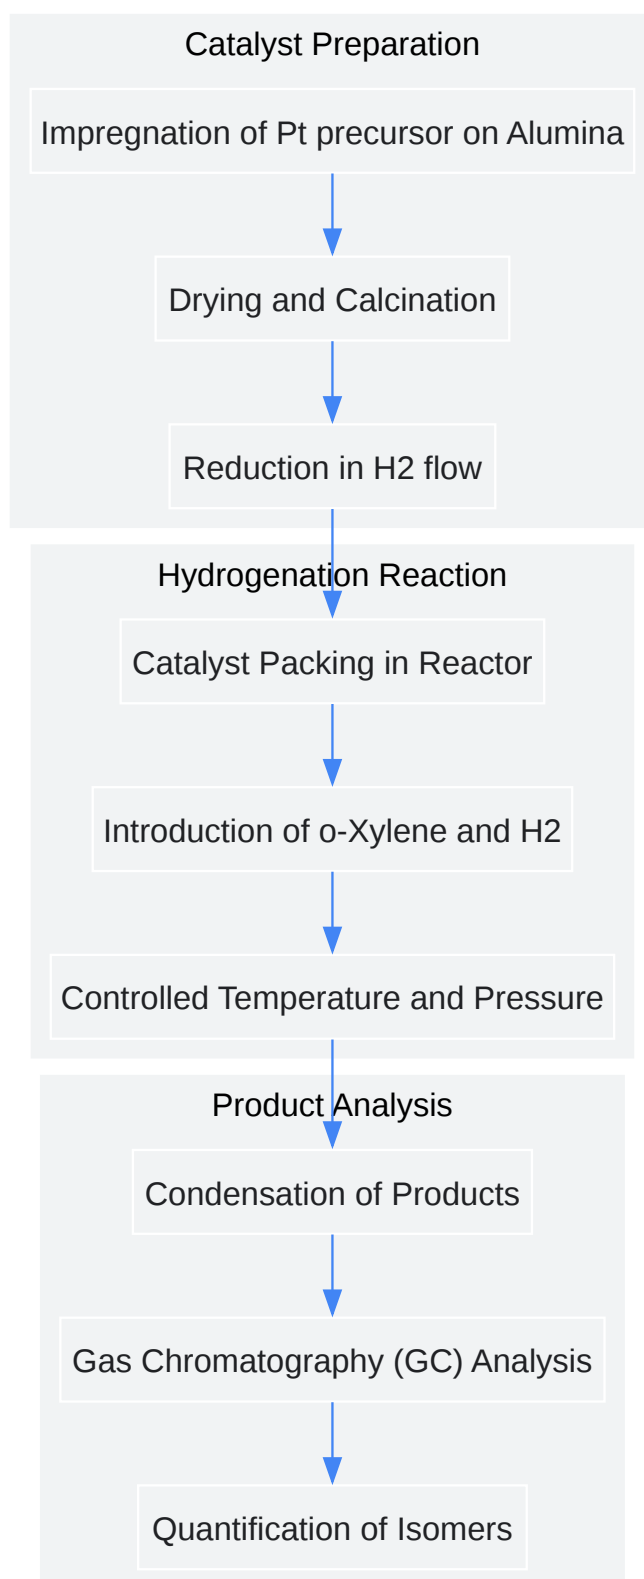 Catalyst Preparation
Impregnation of Pt precursor on Alumina
Drying and Calcination
Reduction in H2 flow
Hydrogenation Reaction
Catalyst Packing in Reactor
Introduction of o-Xylene and H2
Controlled Temperature and Pressure
Product Analysis
Condensation of Products
Gas Chromatography (GC) Analysis
Quantification of Isomers